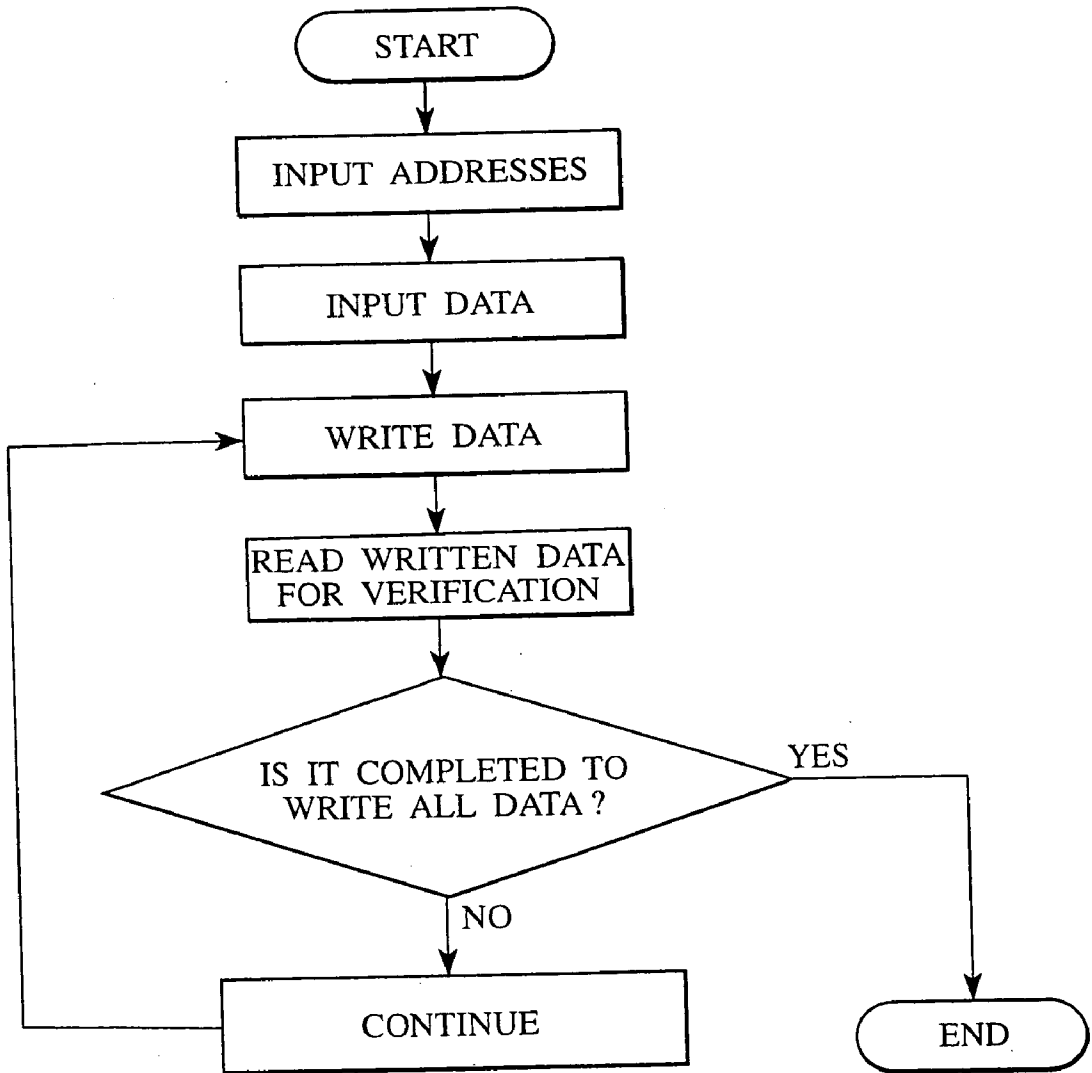 START
INPUT ADDRESSES
INPUT DATA
WRITE DATA
READ WRITTEN DATA
FOR VERIFICATION
IS IT COMPLETED TO
WRITE ALL DATA?
YES
NO
CONTINUE
END